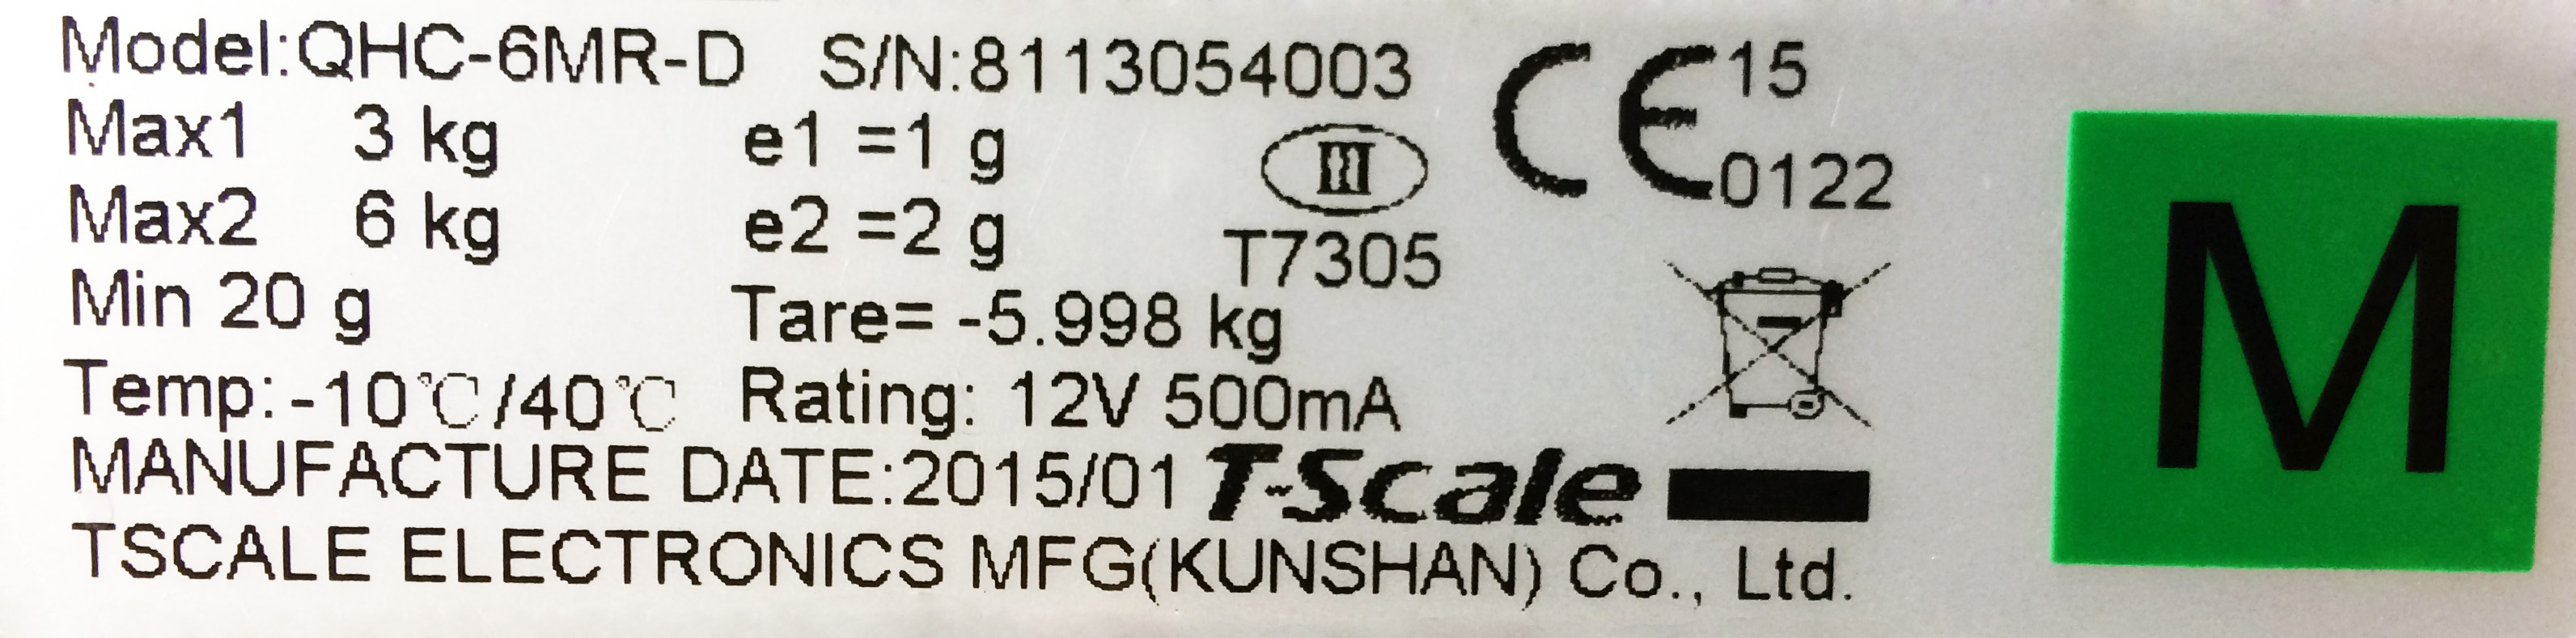 Model:QHC-6MR-D S/N:8113054003 CE 15
Max1 3 kg e1 =1 g III 0122
Max2 6 kg e2 =2 g T7305
Min 20 g Tare= -5.998 kg
Temp:-10℃/40℃ Rating: 12V 500mA
MANUFACTURE DATE:2015/01 T-Scale
TSCALE ELECTRONICS MFG(KUNSHAN) Co., Ltd.
M